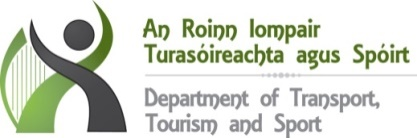 An Roinn Iompair
Turasóireachta agus Spóirt
Department of Transport,
Tourism and Sport